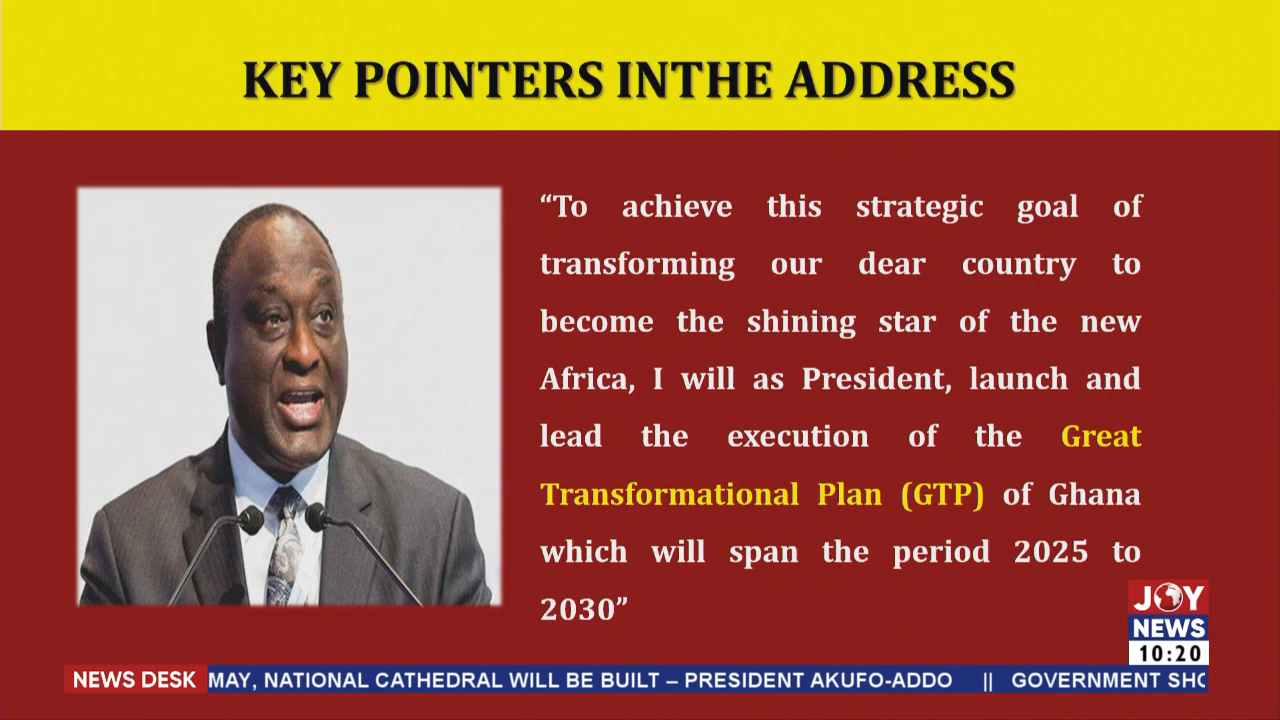 KEY POINTERS INTHE ADDRESS
“To achieve this strategic goal of
transforming our dear country to
become the shining star of the new
Africa, I will as President, launch and
lead the execution of the Great
Transformational Plan (GTP) of Ghana
which will span the period 2025 to
2030”
JOY
NEWS
10:20
NEWS DESK MAY, NATIONAL CATHEDRAL WILL BE BUILT – PRESIDENT AKUFO-ADDO || GOVERNMENT